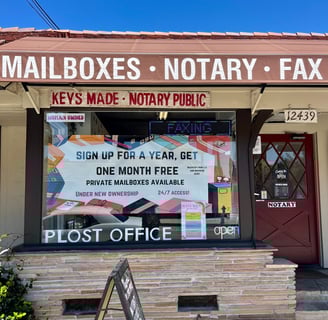 MAILBOXES • NOTARY • FAX
KEYS MADE • NOTARY PUBLIC
12439
FAXING
SIGN UP FOR A YEAR, GET
ONE MONTH FREE
PRIVATE MAILBOXES AVAILABLE
UNDER NEW OWNERSHIP
24/7 ACCESS!
OPEN
NOTARY
PLOST OFFICE
open